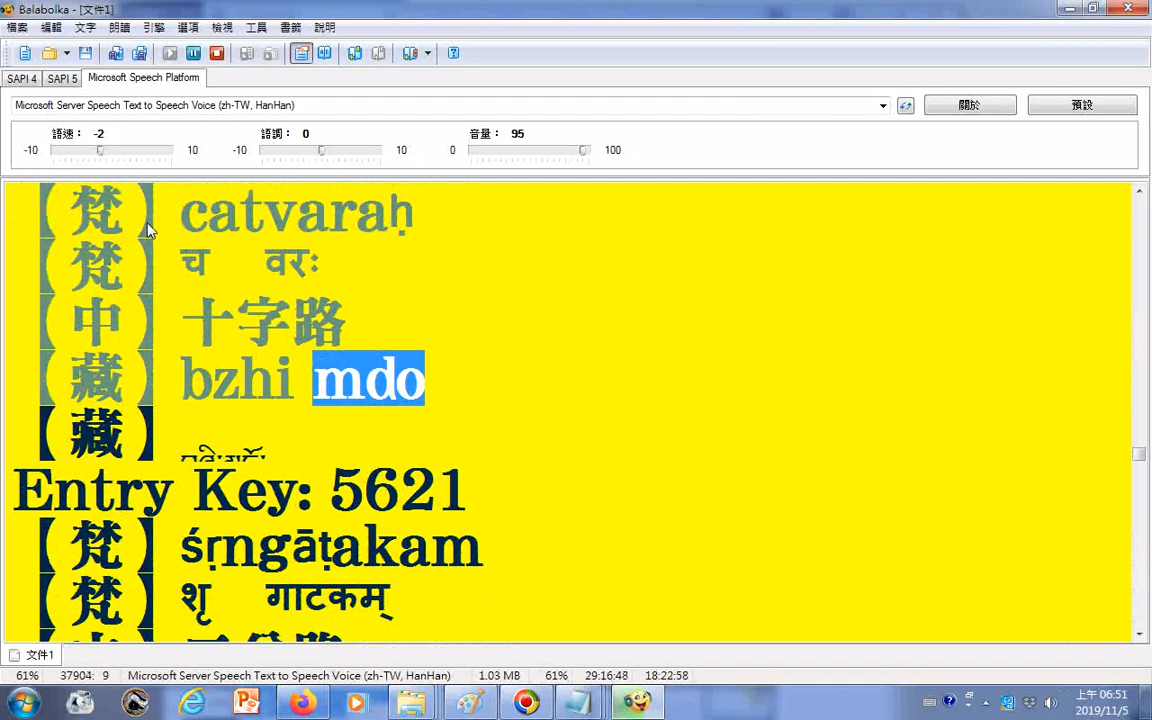 Balabolka - [文件1]
檔案 編輯 文字 朗讀 引擎 選項 檢視 工具 書籤 說明
SAPI 4 SAPI 5 Microsoft Speech Platform
Microsoft Server Speech Text to Speech Voice (zh-TW, HanHan) 關於 預設
語速： -2 語調： 0 音量： 95
-10 10 -10 10 0 100
【梵】 catvaraḥ
【梵】 च वरः
【中】 十字路
【藏】 bzhi mdo
【藏】
Entry Key: 5621
【梵】 śṛngāṭakam
【梵】 शृ गाटकम्
文件1
61% 37904: 9 Microsoft Server Speech Text to Speech Voice (zh-TW, HanHan) 1.03 MB 61% 29:16:48 18:22:58
上午 06:51
2019/11/5